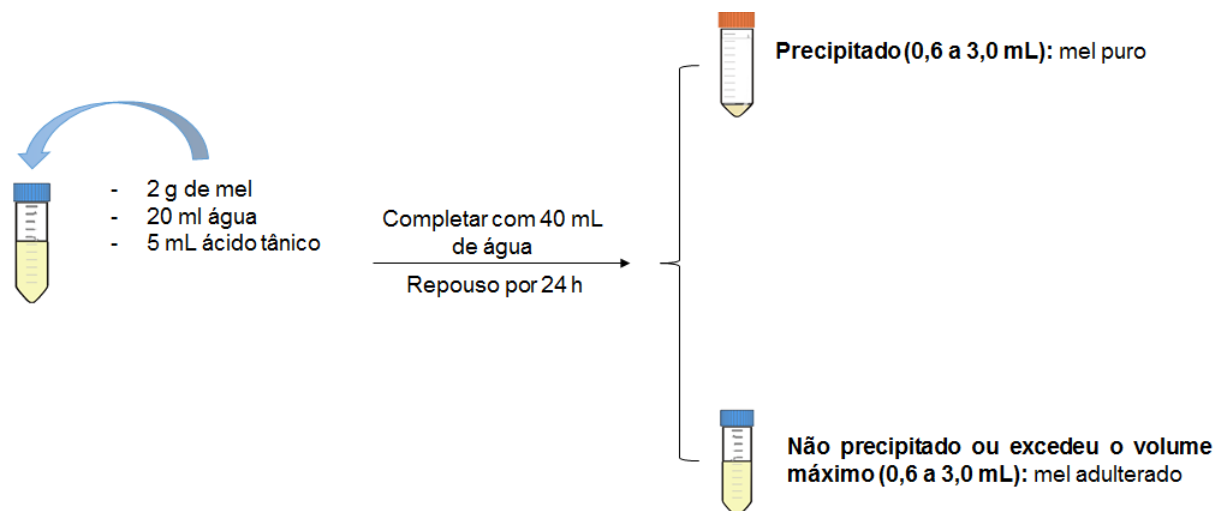 Precipitado (0,6 a 3,0 mL): mel puro
- 2 g de mel
- 20 ml água
- 5 mL ácido tânico
Completar com 40 mL
de água
Repouso por 24 h
Não precipitado ou excedeu o volume
máximo (0,6 a 3,0 mL): mel adulterado